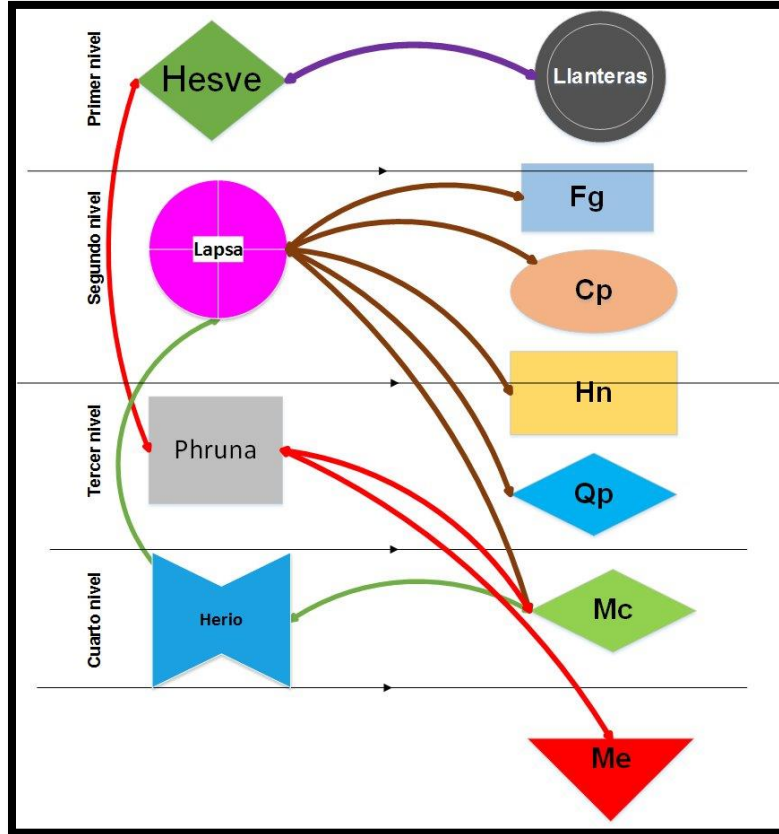 Primer nivel
Hesve
Llanteras
Segundo nivel
Lapsa
Fg
Cp
Hn
Tercer nivel
Phruna
Qp
Cuarto nivel
Herio
Mc
Me